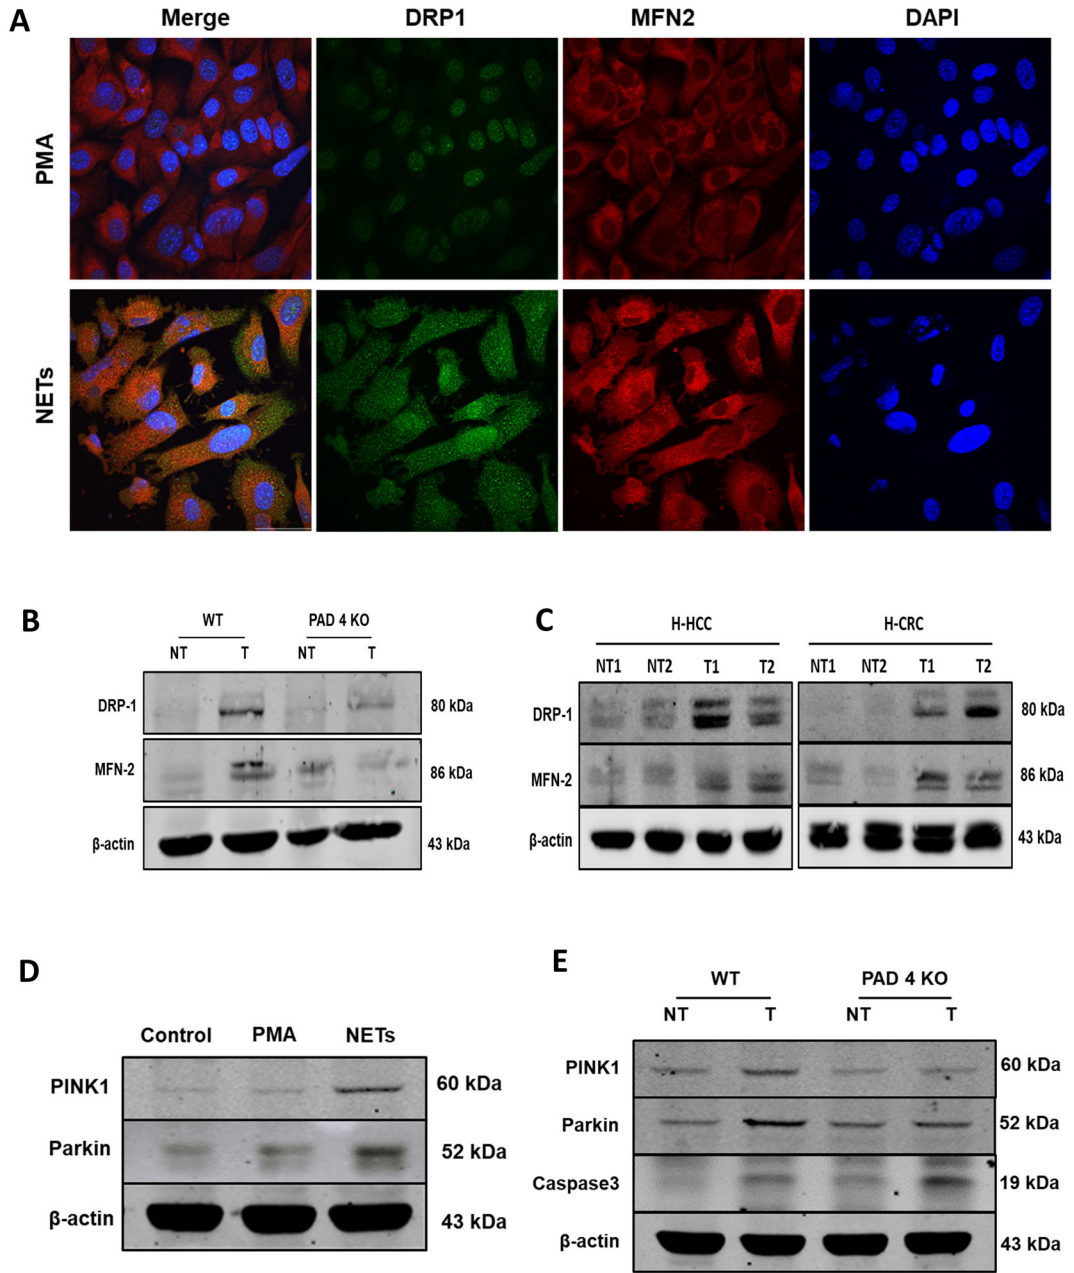 A
Merge DRP1 MFN2 DAPI
PMA
NETs
B
WT PAD 4 KO
NT T NT T
DRP-1 80 kDa
MFN-2 86 kDa
β-actin 43 kDa
C
H-HCC H-CRC
NT1 NT2 T1 T2 NT1 NT2 T1 T2
DRP-1 80 kDa
MFN-2 86 kDa
β-actin 43 kDa
D
Control PMA NETs
PINK1 60 kDa
Parkin 52 kDa
β-actin 43 kDa
E
WT PAD 4 KO
NT T NT T
PINK1 60 kDa
Parkin 52 kDa
Caspase3 19 kDa
β-actin 43 kDa